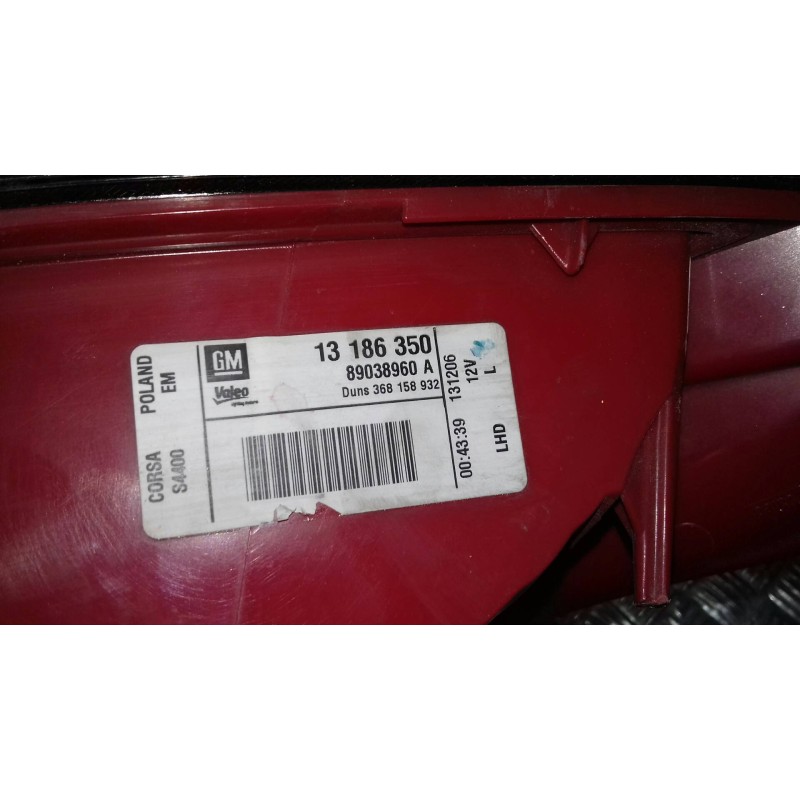 POLAND
EM
CORSA
S4400
GM
Valeo
13 186 350
89038960 A
Duns 368 158 932
131206
12V
L
00:43:39
LHD